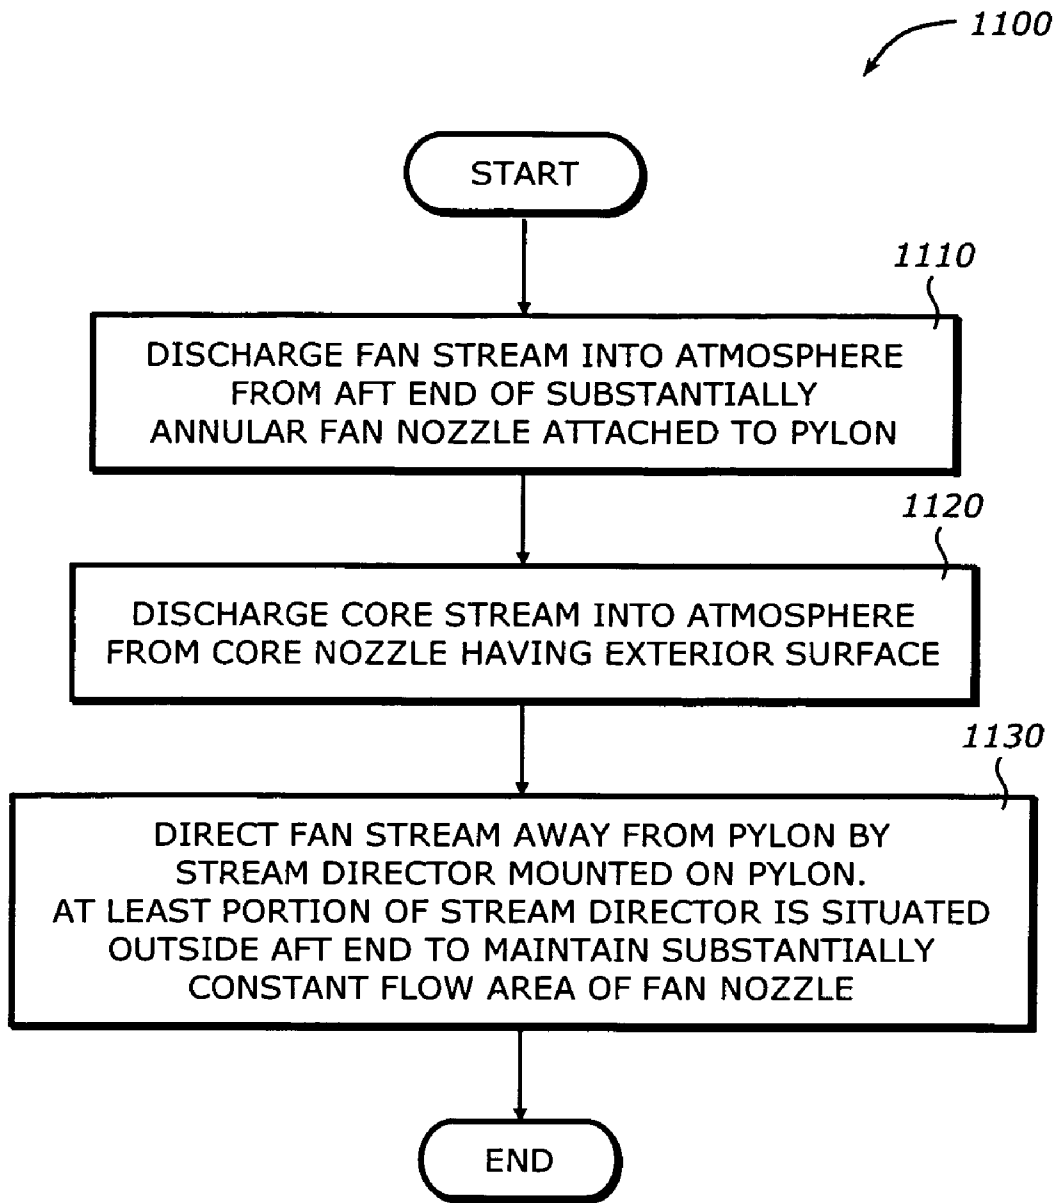 1100
START
1110
DISCHARGE FAN STREAM INTO ATMOSPHERE
FROM AFT END OF SUBSTANTIALLY
ANNULAR FAN NOZZLE ATTACHED TO PYLON
1120
DISCHARGE CORE STREAM INTO ATMOSPHERE
FROM CORE NOZZLE HAVING EXTERIOR SURFACE
1130
DIRECT FAN STREAM AWAY FROM PYLON BY
STREAM DIRECTOR MOUNTED ON PYLON.
AT LEAST PORTION OF STREAM DIRECTOR IS SITUATED
OUTSIDE AFT END TO MAINTAIN SUBSTANTIALLY
CONSTANT FLOW AREA OF FAN NOZZLE
END